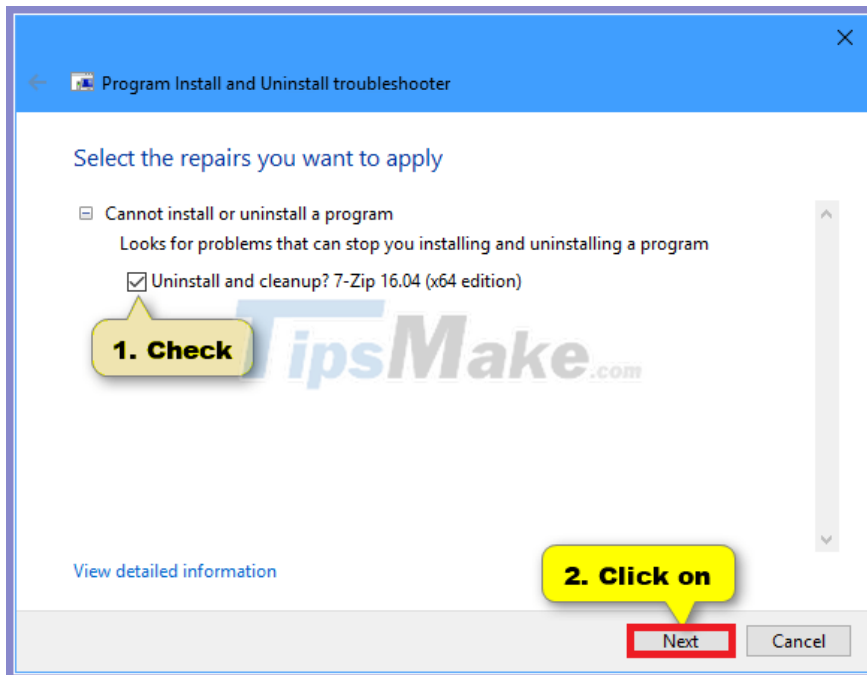 Program Install and Uninstall troubleshooter
Select the repairs you want to apply
Cannot install or uninstall a program
Looks for problems that can stop you installing and uninstalling a program
Uninstall and cleanup? 7-Zip 16.04 (x64 edition)
1. Check
TipsMake.com
View detailed information
2. Click on
Next
Cancel